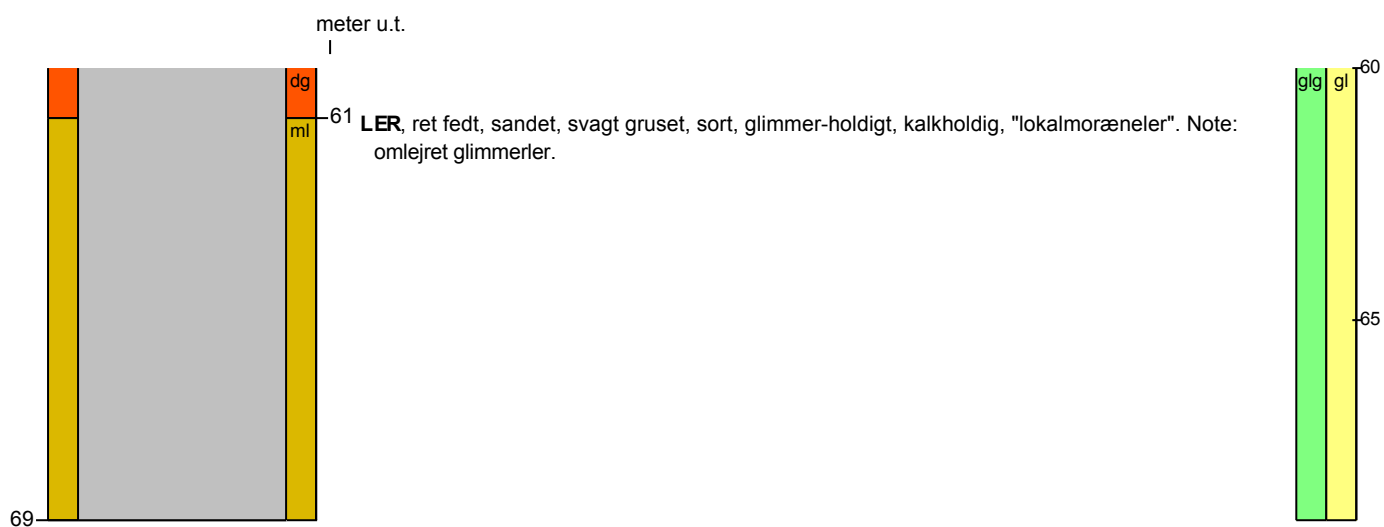 meter u.t.
dg
glg gl 60
61 LER, ret fedt, sandet, svagt gruset, sort, glimmer-holdigt, kalkholdig, "lokalmoræneler". Note:
ml
omlejret glimmerler.
65
69